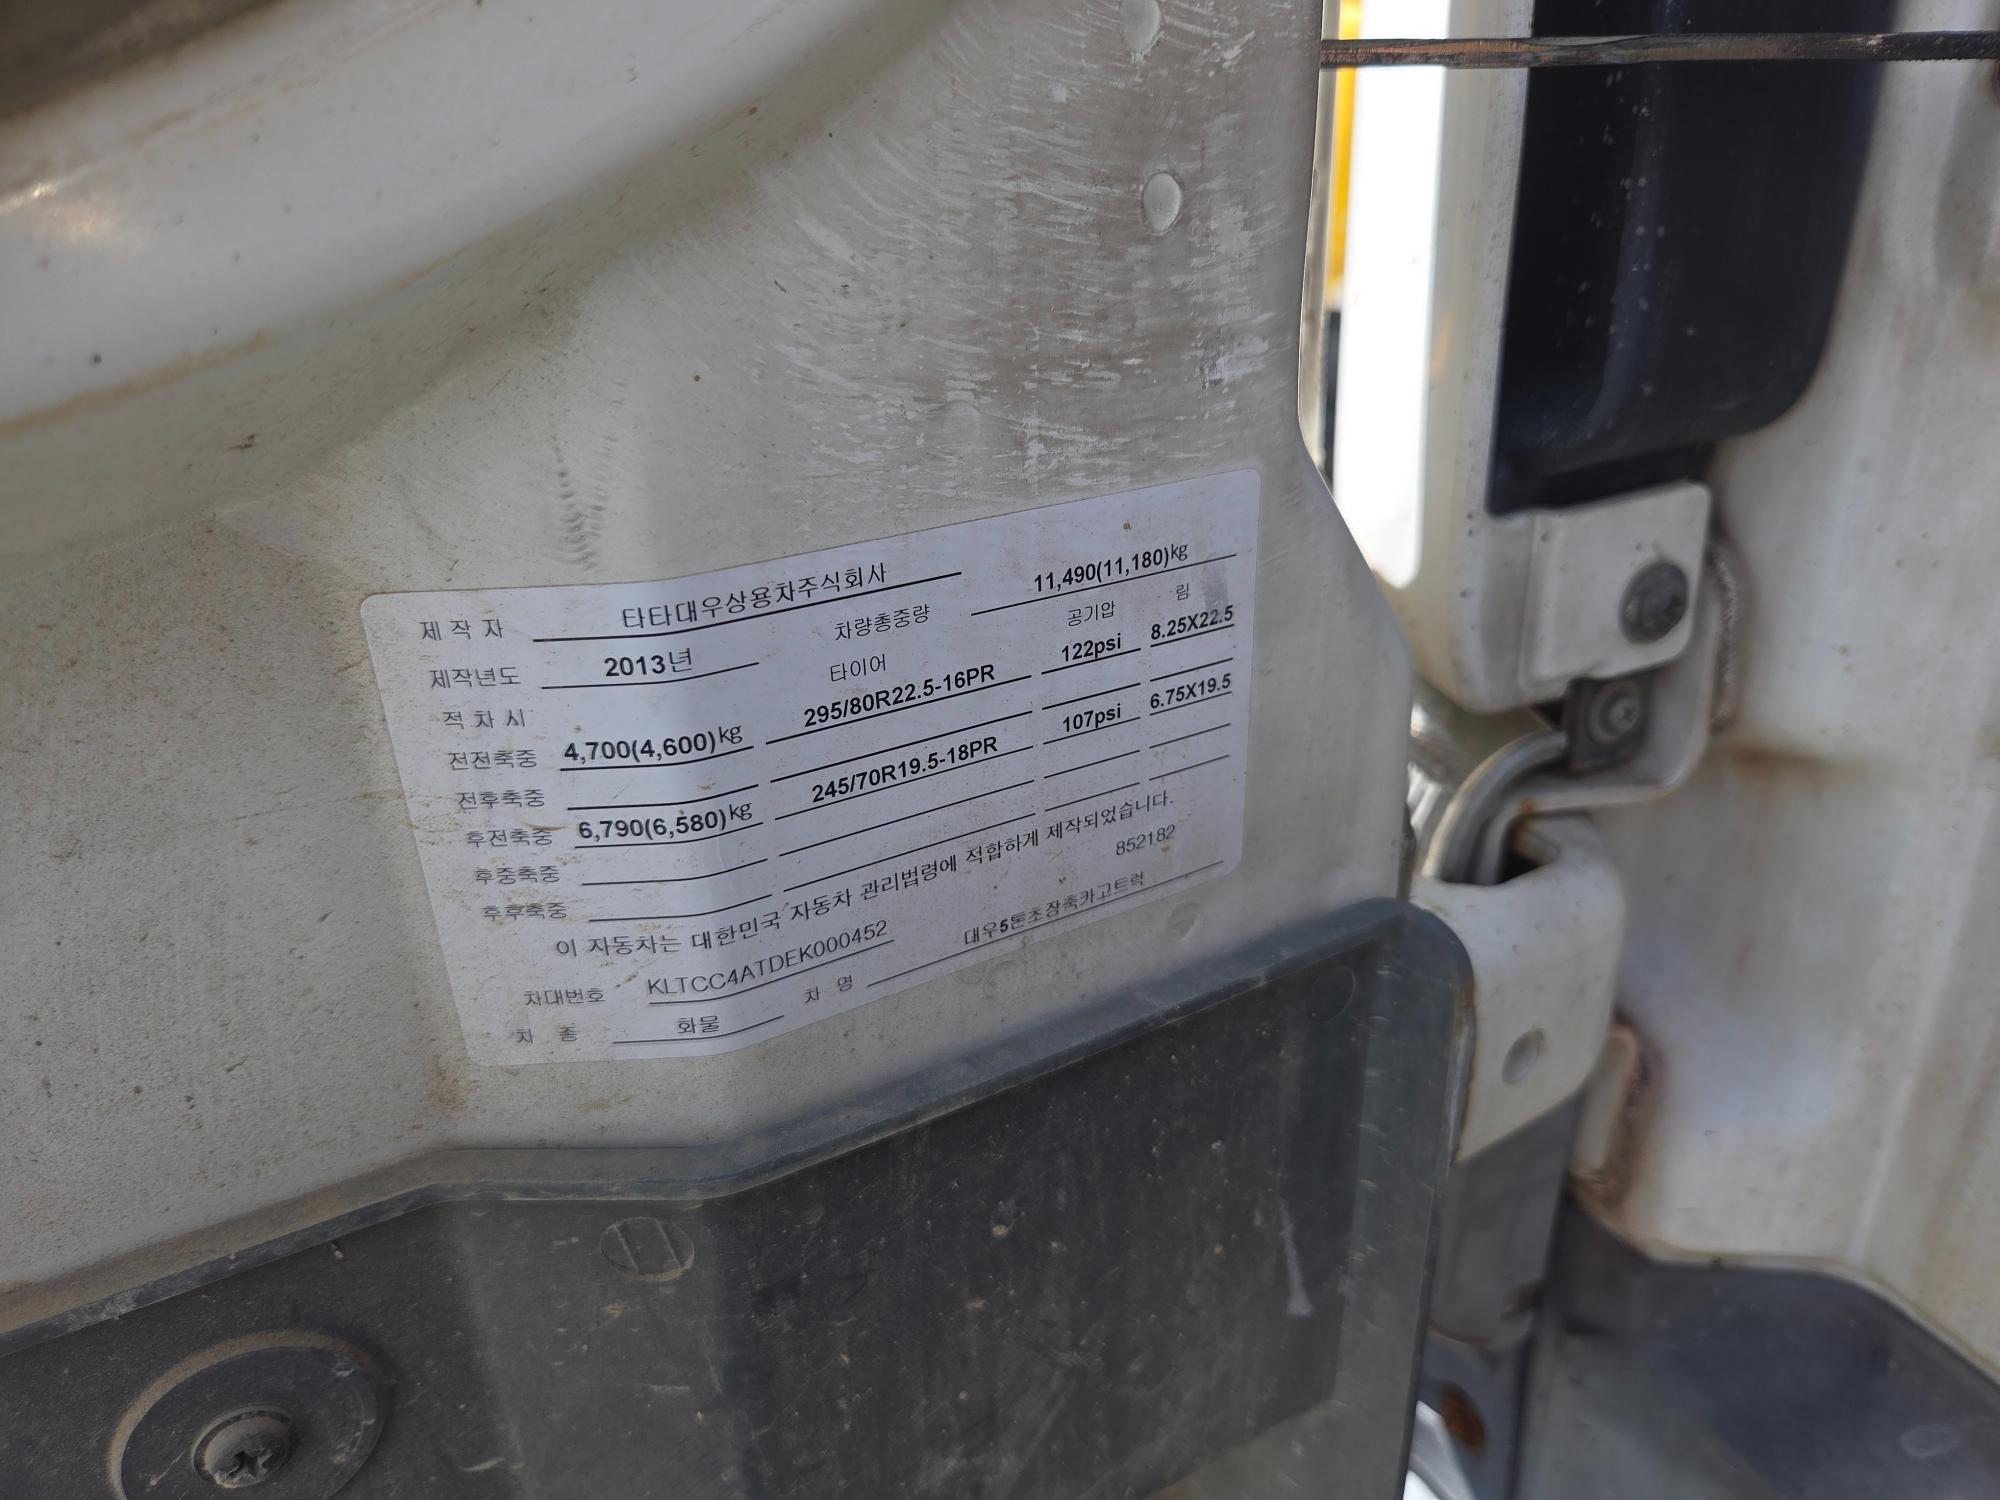 제 작 자 타타대우상용차주식회사
제작년도 2013년 차량총중량 11,490(11,180)kg
적 차 시 타이어 공기압 림
전전축중 4,700(4,600)kg 295/80R22.5-16PR 122psi 8.25X22.5
전후축중
후전축중 6,790(6,580)kg 245/70R19.5-18PR 107psi 6.75X19.5
후중축중
후후축중
이 자동차는 대한민국 자동차 관리법령에 적합하게 제작되었습니다.
차대번호 KLTCC4ATDEK000452 852182
차 종 화물 차 명 대우5톤초장축카고트럭